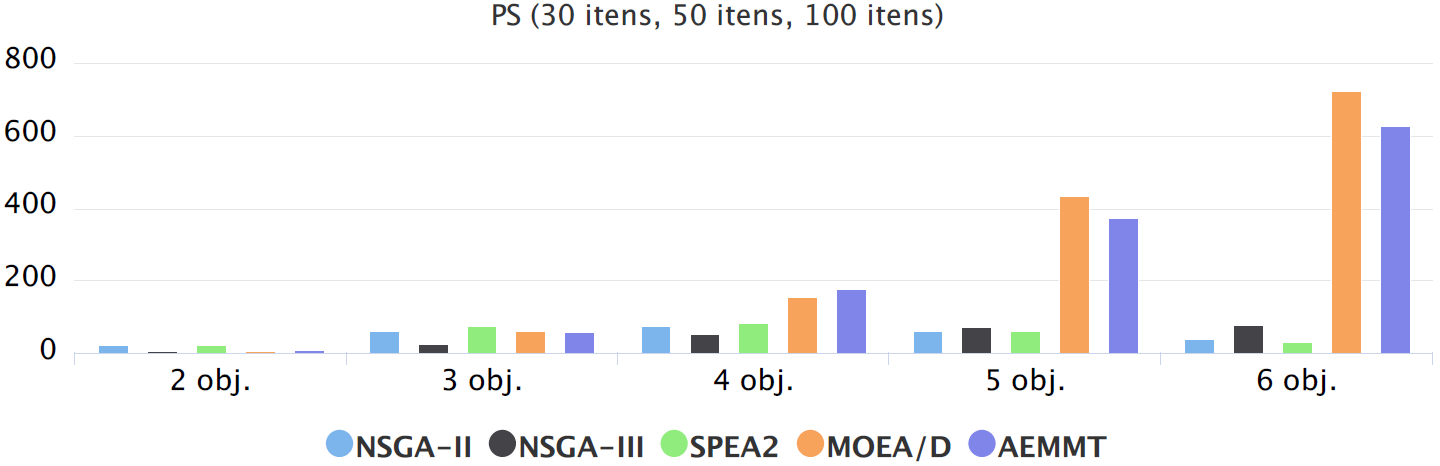 PS (30 itens, 50 itens, 100 itens)
800
600
400
200
0
2 obj. 3 obj. 4 obj. 5 obj. 6 obj.
NSGA-II NSGA-III SPEA2 MOEA/D AEMMT